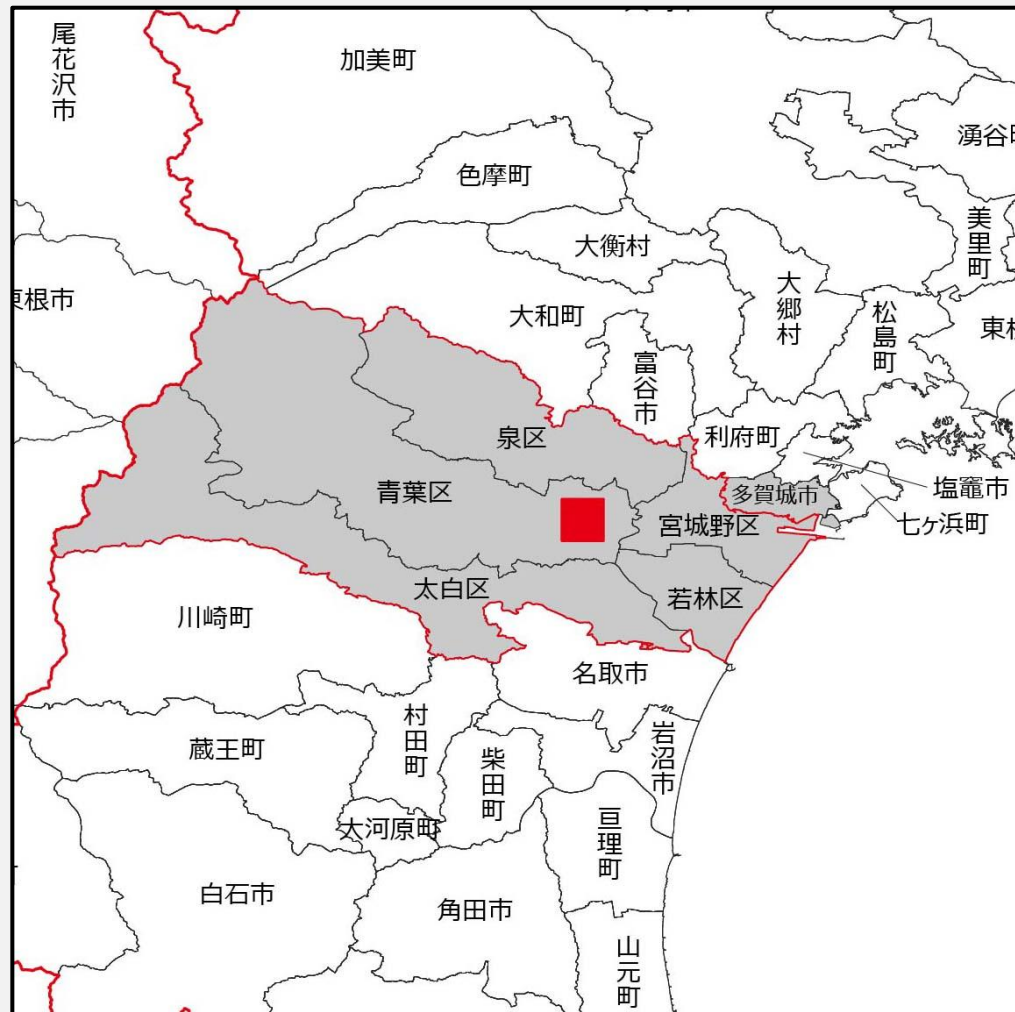 尾花沢市
加美町
湧谷町
色摩町
美里町
大衡村
大郷村
東根市
大和町
松島町
富谷市
泉区
利府町
青葉区
多賀城市
塩竈市
宮城野区
七ヶ浜町
太白区
若林区
川崎町
名取市
村田町
岩沼市
蔵王町
柴田町
大河原町
亘理町
白石市
角田市
山元町